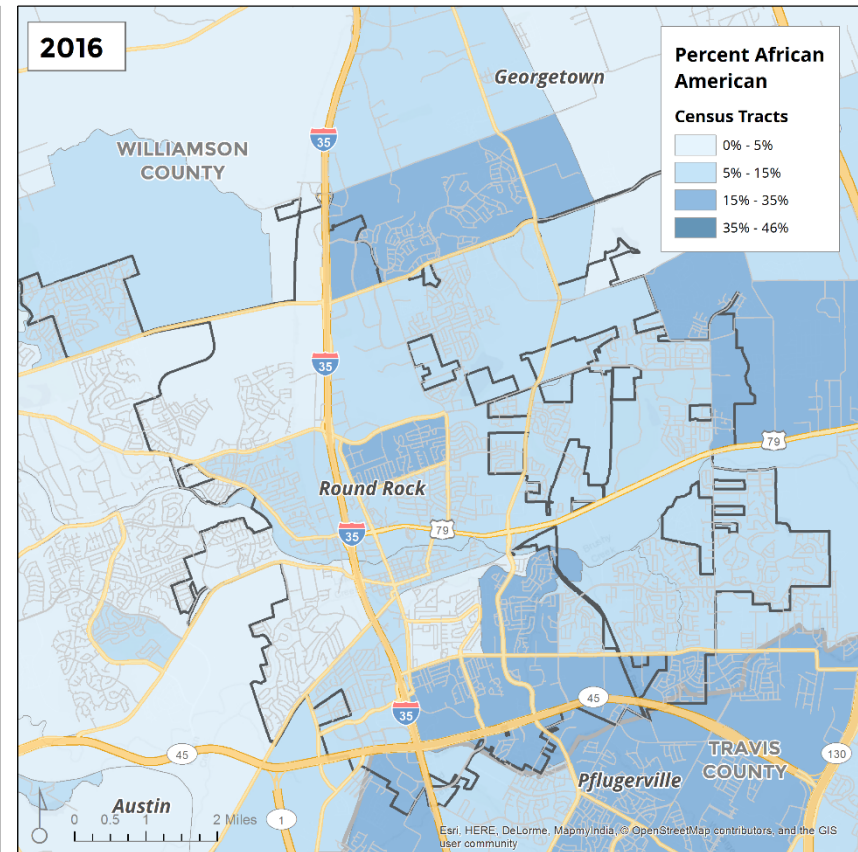 2016
Percent African
American
Census Tracts
0% - 5%
5% - 15%
15% - 35%
35% - 46%
Georgetown
35
WILLIAMSON
COUNTY
35
79
Round Rock
35
79
45
35
45
TRAVIS
COUNTY
130
Pflugerville
Austin
0 0.5 1 2 Miles
1
Esri, HERE, DeLorme, MapmyIndia, © OpenStreetMap contributors, and the GIS
user community